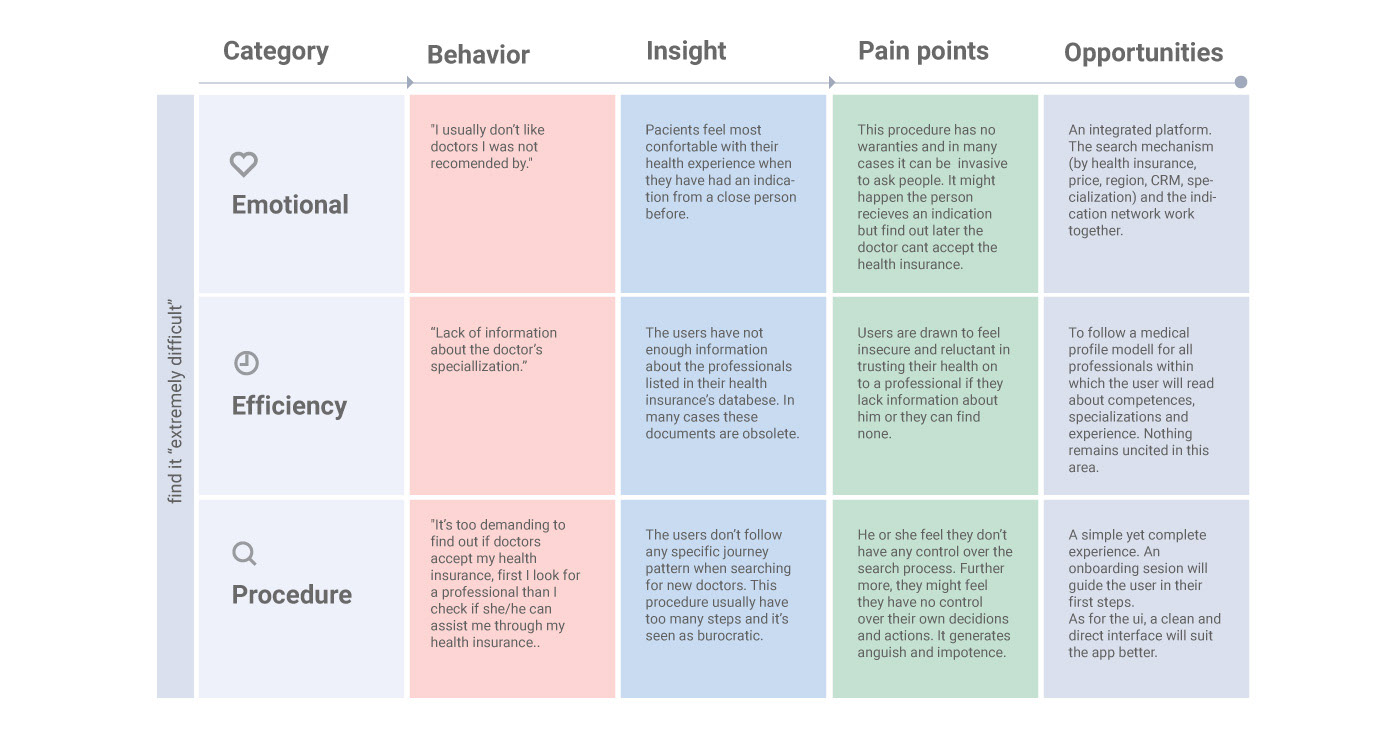 Category
Behavior
Insight
Pain points
Opportunities
find it “extremely difficult”
Emotional
"I usually don’t like
doctors I was not
recomended by."
Pacients feel most
confortable with their
health experience when
they have had an indica-
tion from a close person
before.
This procedure has no
waranties and in many
cases it can be invasive
to ask people. It might
happen the person
recieves an indication
but find out later the
doctor cant accept the
health insurance.
An integrated platform.
The search mechanism
(by health insurance,
price, region, CRM, spe-
cialization) and the indi-
cation network work
together.
Efficiency
“Lack of information
about the doctor’s
speciallization.”
The users have not
enough information
about the professionals
listed in their health
insurance’s databese. In
many cases these
documents are obsolete.
Users are drawn to feel
insecure and reluctant in
trusting their health on
to a professional if they
lack information about
him or they can find
none.
To follow a medical
profile modell for all
professionals within
which the user will read
about competences,
specializations and
experience. Nothing
remains uncited in this
area.
Procedure
"It’s too demanding to
find out if doctors
accept my health
insurance, first I look for
a professional than I
check if she/he can
assist me through my
health insurance..
The users don’t follow
any specific journey
pattern when searching
for new doctors. This
procedure usually have
too many steps and it’s
seen as burocratic.
He or she feel they don’t
have any control over the
search process. Further
more, they might feel
they have no control
over their own decidions
and actions. It generates
anguish and impotence.
A simple yet complete
experience. An
onboarding sesion will
guide the user in their
first steps.
As for the ui, a clean and
direct interface will suit
the app better.